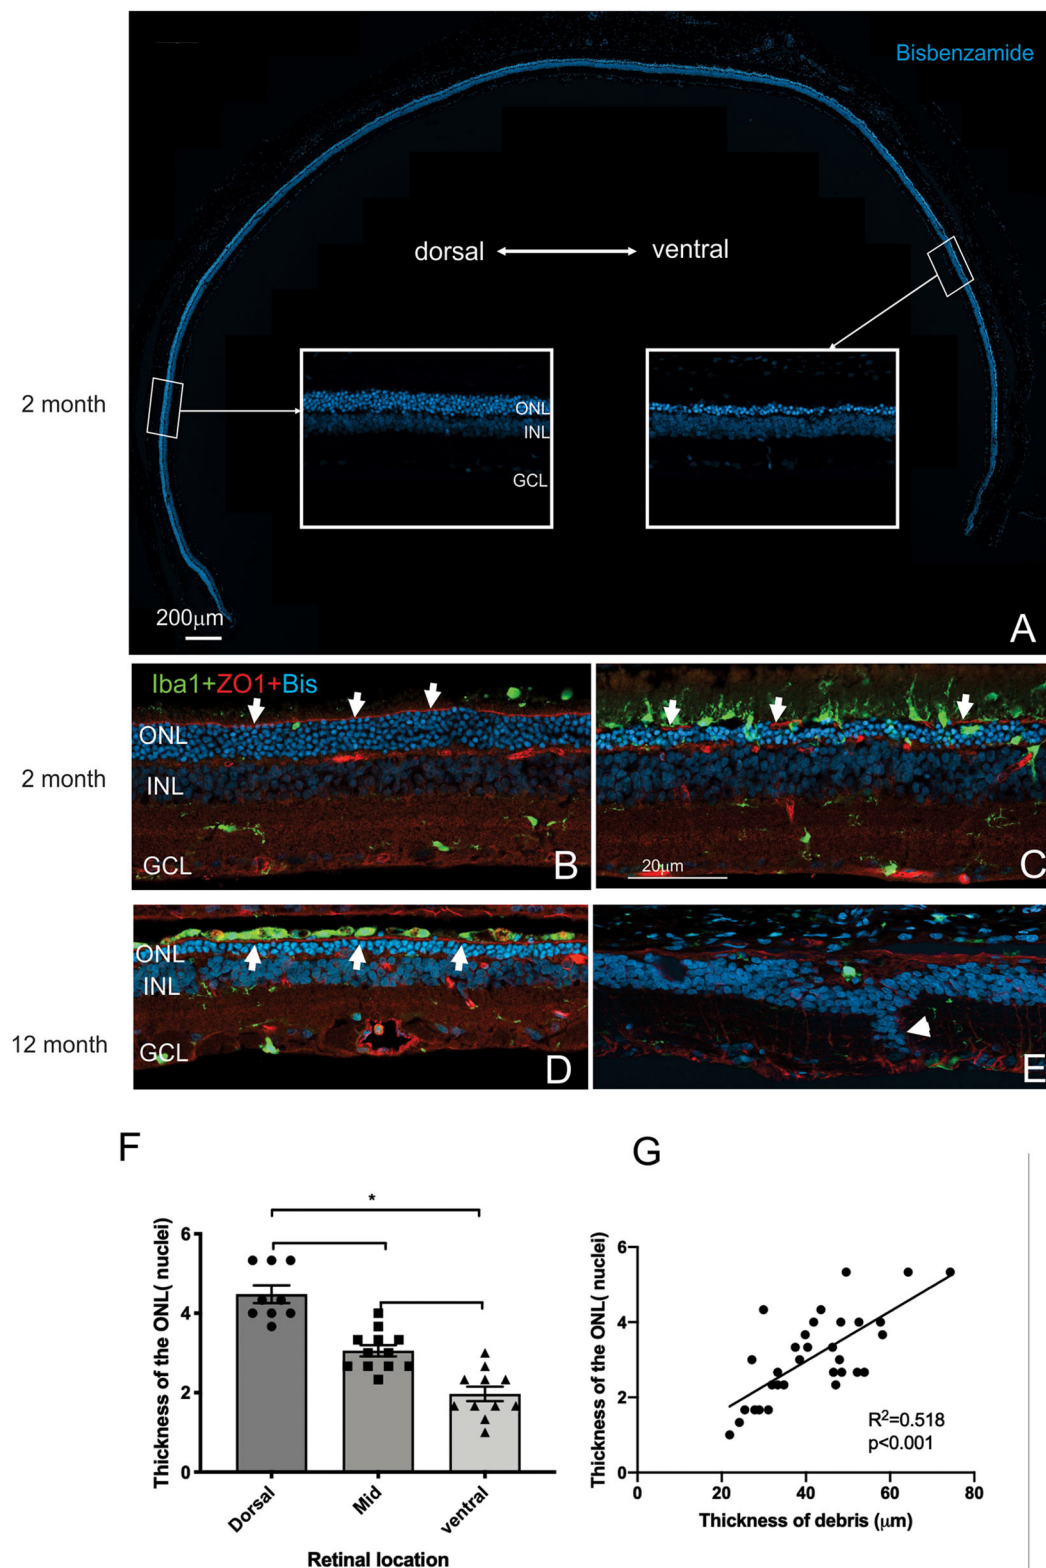 Bisbenzamide
dorsal ventral
2 month
ONL
INL
GCL
200μm
A
Iba1+ZO1+Bis
2 month
ONL
INL
GCL
B
20μm
C
12 month
ONL
INL
GCL
D
E
F
Thickness of the ONL( nuclei)
6
4
2
0
*
Dorsal
Mid
ventral
Retinal location
G
Thickness of the ONL( nuclei)
6
4
2
0
R²=0.518
p<0.001
0 20 40 60 80
Thickness of debris (μm)